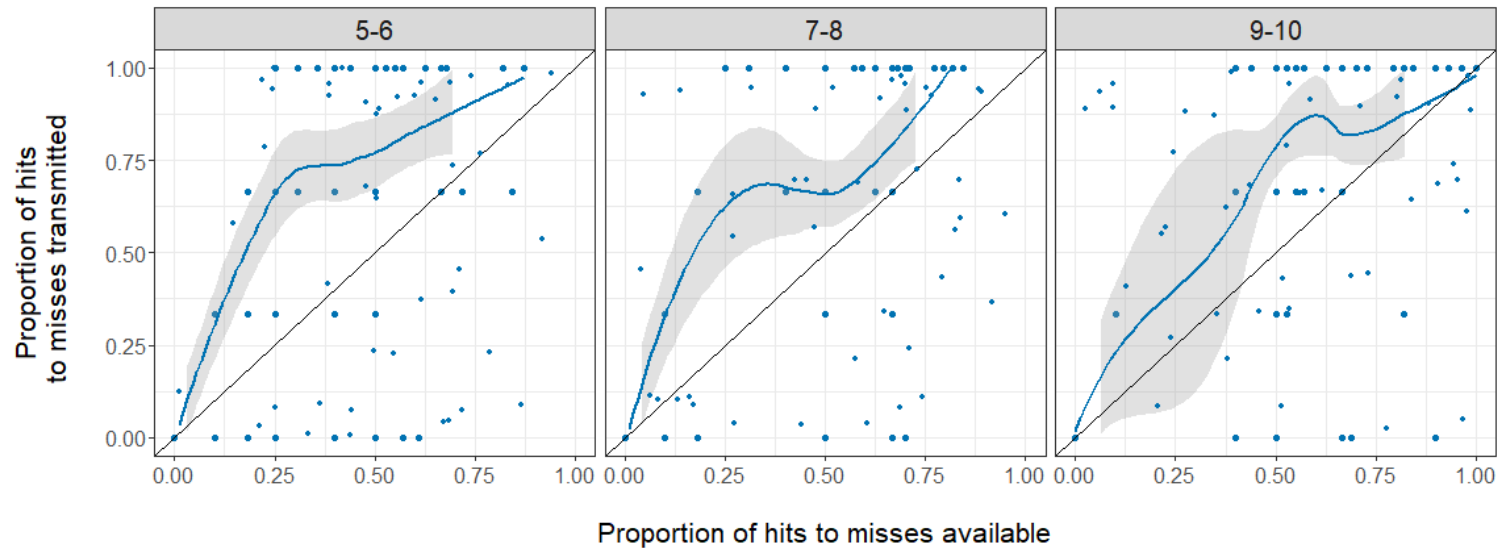 5-6
7-8
9-10
Proportion of hits
to misses transmitted
1.00
0.75
0.50
0.25
0.00
0.00 0.25 0.50 0.75 1.00
0.00 0.25 0.50 0.75 1.00
0.00 0.25 0.50 0.75 1.00
Proportion of hits to misses available